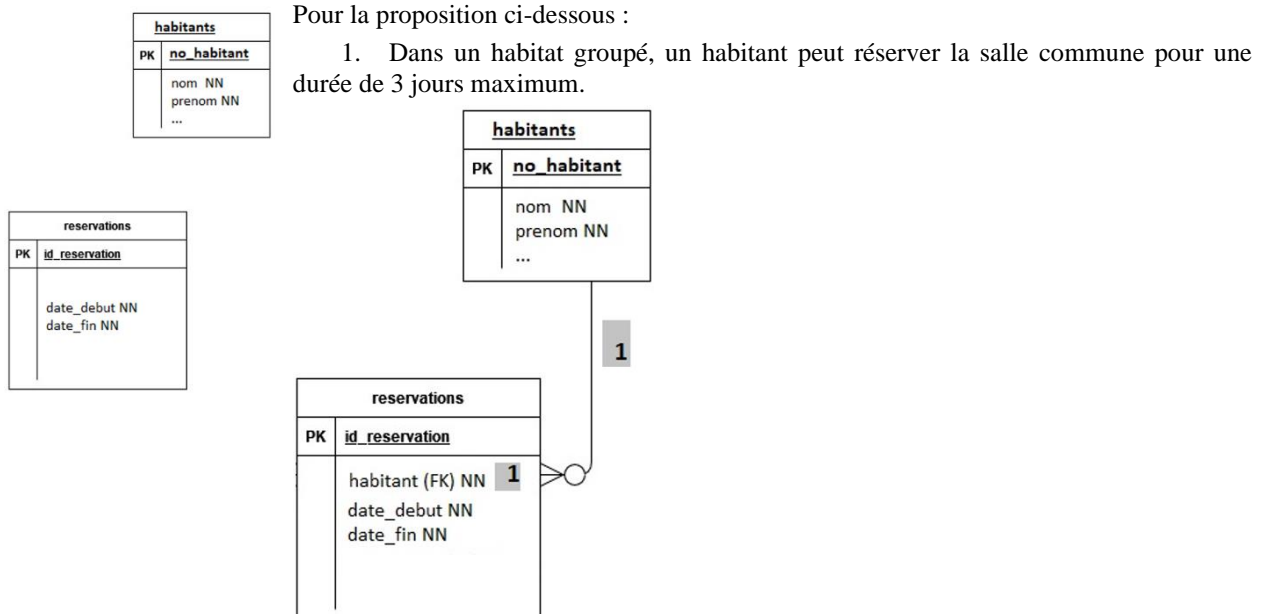 habitants
PK no_habitant
nom NN
prenom NN
...
Pour la proposition ci-dessous :
1. Dans un habitat groupé, un habitant peut réserver la salle commune pour une
durée de 3 jours maximum.
reservations
PK id_reservation
date_debut NN
date_fin NN
habitants
PK no_habitant
nom NN
prenom NN
...
1
reservations
PK id_reservation
habitant (FK) NN 1
date_debut NN
date_fin NN